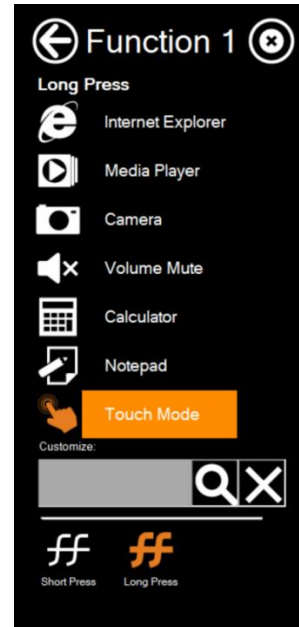 Function 1
Long Press
Internet Explorer
Media Player
Camera
Volume Mute
Calculator
Notepad
Touch Mode
Customize:
Short Press
Long Press